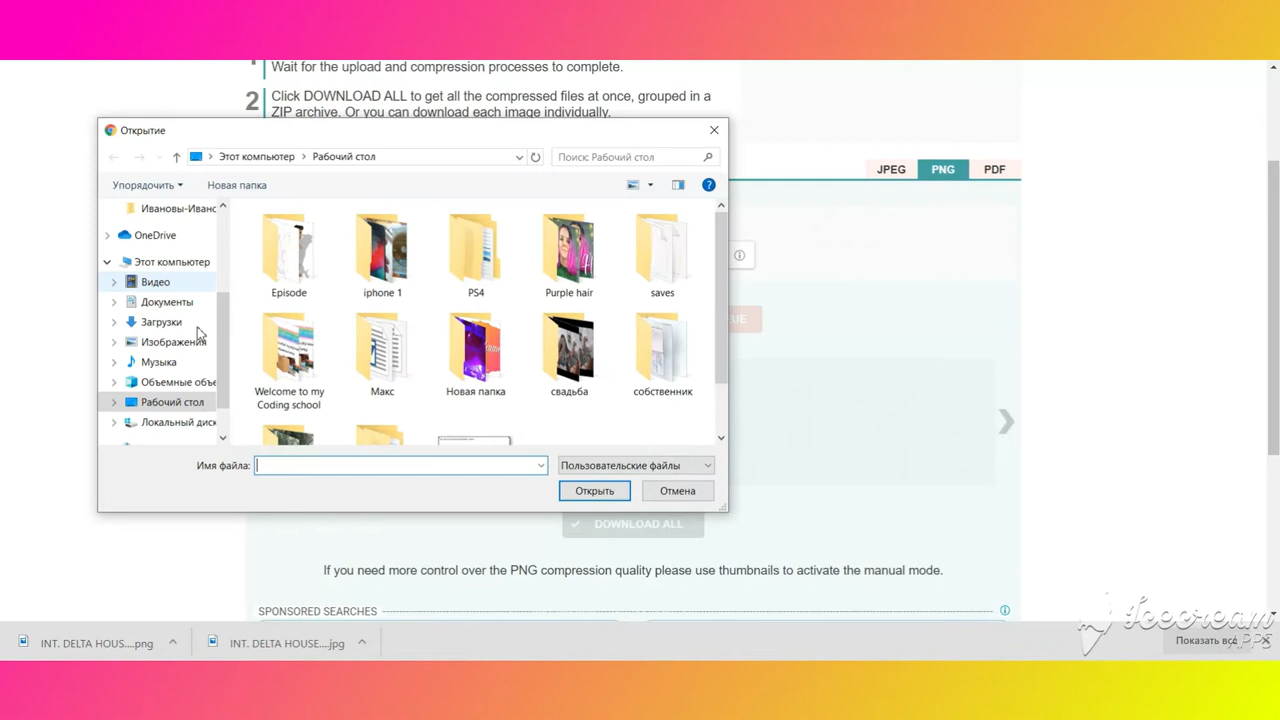 1
Wait for the upload and compression processes to complete.
2
Click DOWNLOAD ALL to get all the compressed files at once, grouped in a
ZIP archive. Or you can download each image individually.
Открытие
Этот компьютер
Рабочий стол
Поиск: Рабочий стол
Упорядочить
Новая папка
JPEG
PNG
PDF
Ивановы-Иванс
OneDrive
Этот компьютер
Видео
Документы
Загрузки
Изображения
Музыка
Объемные объе
Рабочий стол
Локальный диск
Episode
iphone 1
PS4
Purple hair
saves
Welcome to my
Coding school
Макс
Новая папка
свадьба
собственник
UE
Имя файла:
Пользовательские файлы
Открыть
Отмена
DOWNLOAD ALL
If you need more control over the PNG compression quality please use thumbnails to activate the manual mode.
SPONSORED SEARCHES
INT. DELTA HOUS....png
INT. DELTA HOUSE....jpg
Показать все
Icecream
APPS